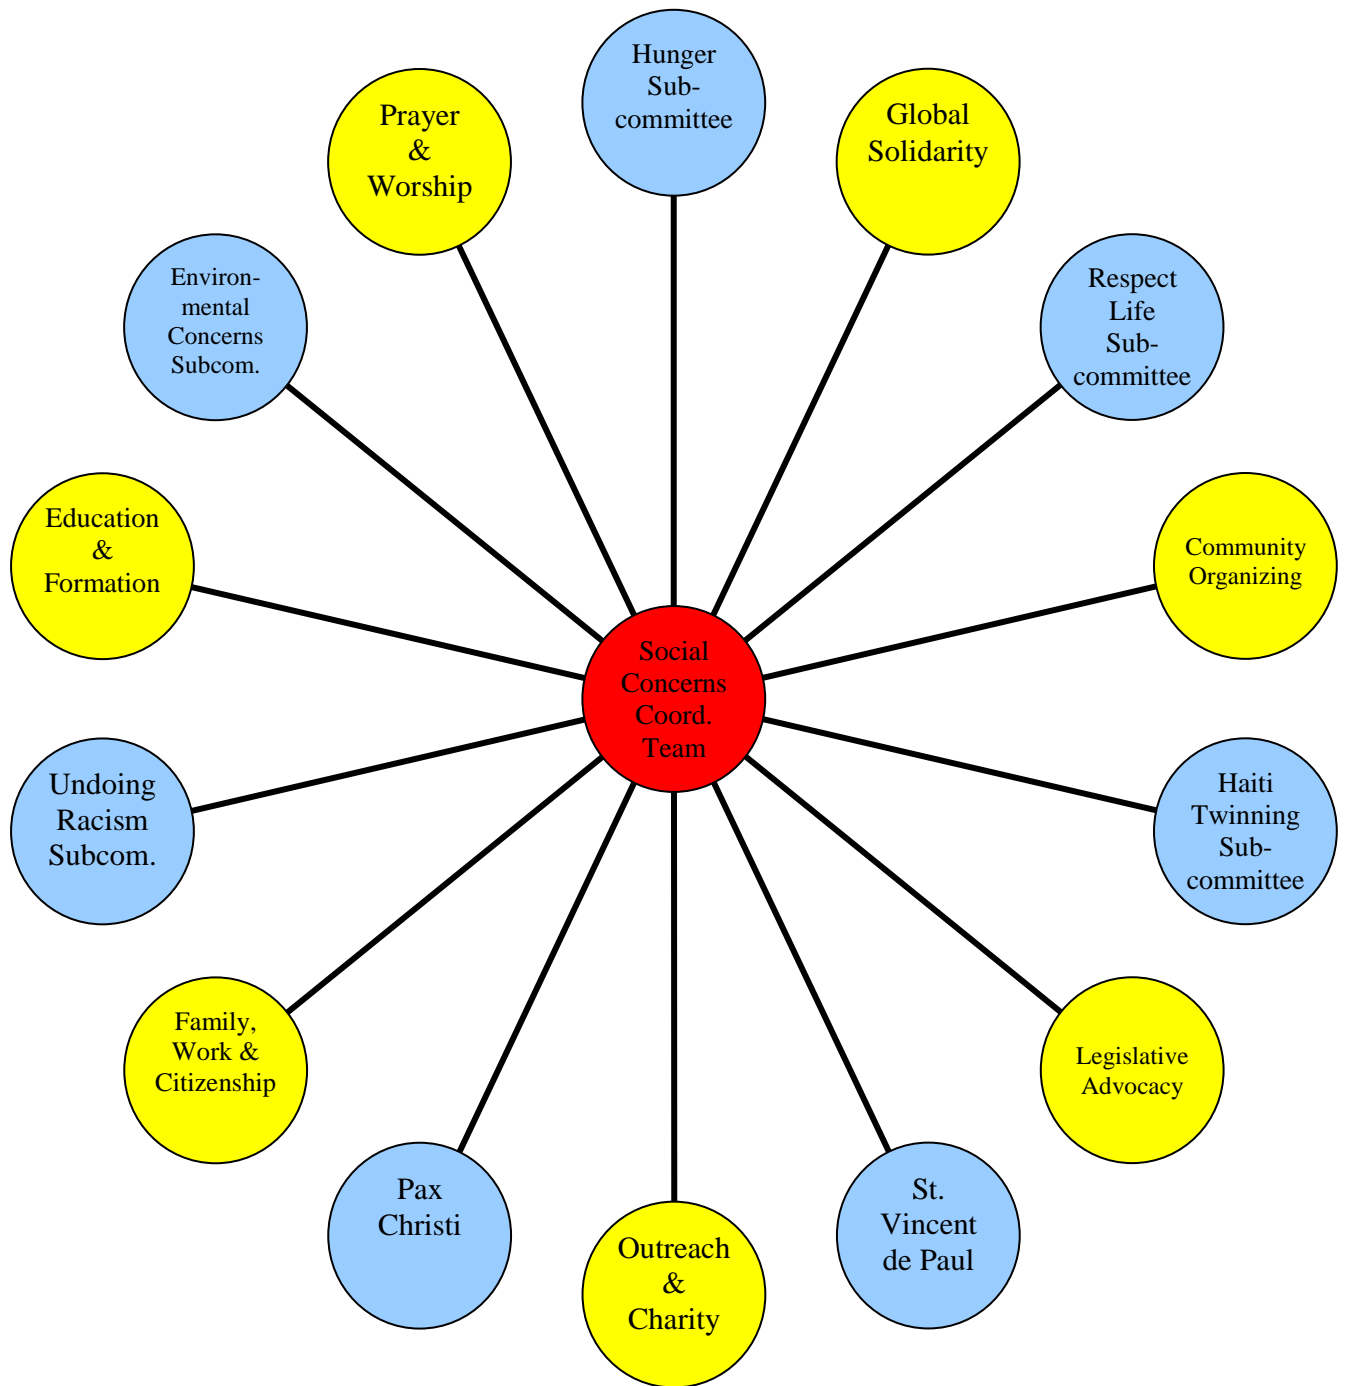 Hunger
Sub-
committee
Global
Solidarity
Respect
Life
Sub-
committee
Community
Organizing
Haiti
Twinning
Sub-
committee
Legislative
Advocacy
St.
Vincent
de Paul
Outreach
&
Charity
Pax
Christi
Family,
Work &
Citizenship
Undoing
Racism
Subcom.
Education
&
Formation
Environ-
mental
Concerns
Subcom.
Prayer
&
Worship
Social
Concerns
Coord.
Team